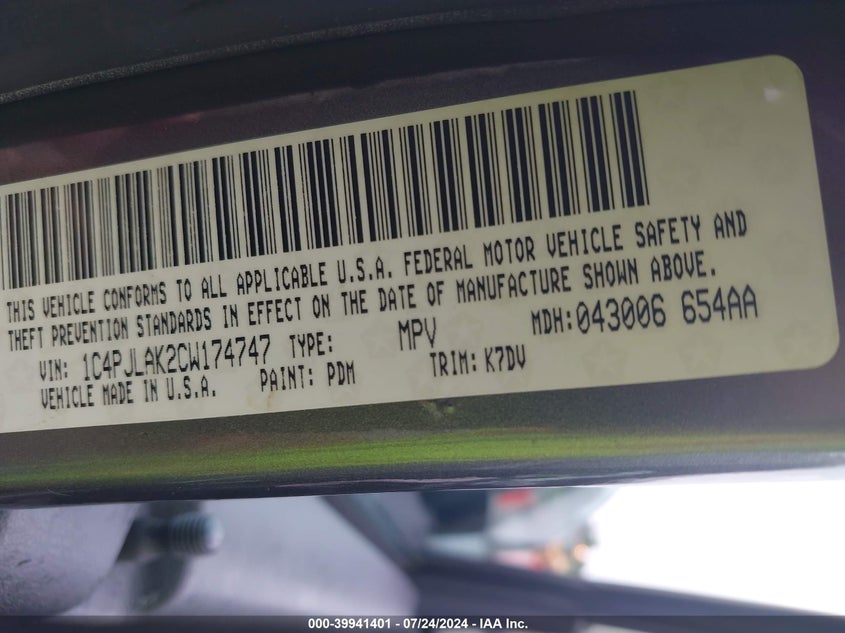 THIS VEHICLE CONFORMS TO ALL APPLICABLE U.S.A. FEDERAL MOTOR VEHICLE SAFETY AND
THEFT PREVENTION STANDARDS IN EFFECT ON THE DATE OF MANUFACTURE SHOWN ABOVE.
VIN: 1C4PJLAK2CW174747 TYPE: MPV MDH:043006 654AA
VEHICLE MADE IN U.S.A. PAINT: PDM TRIM: K7DV
000-39941401 - 07/24/2024 - IAA Inc.